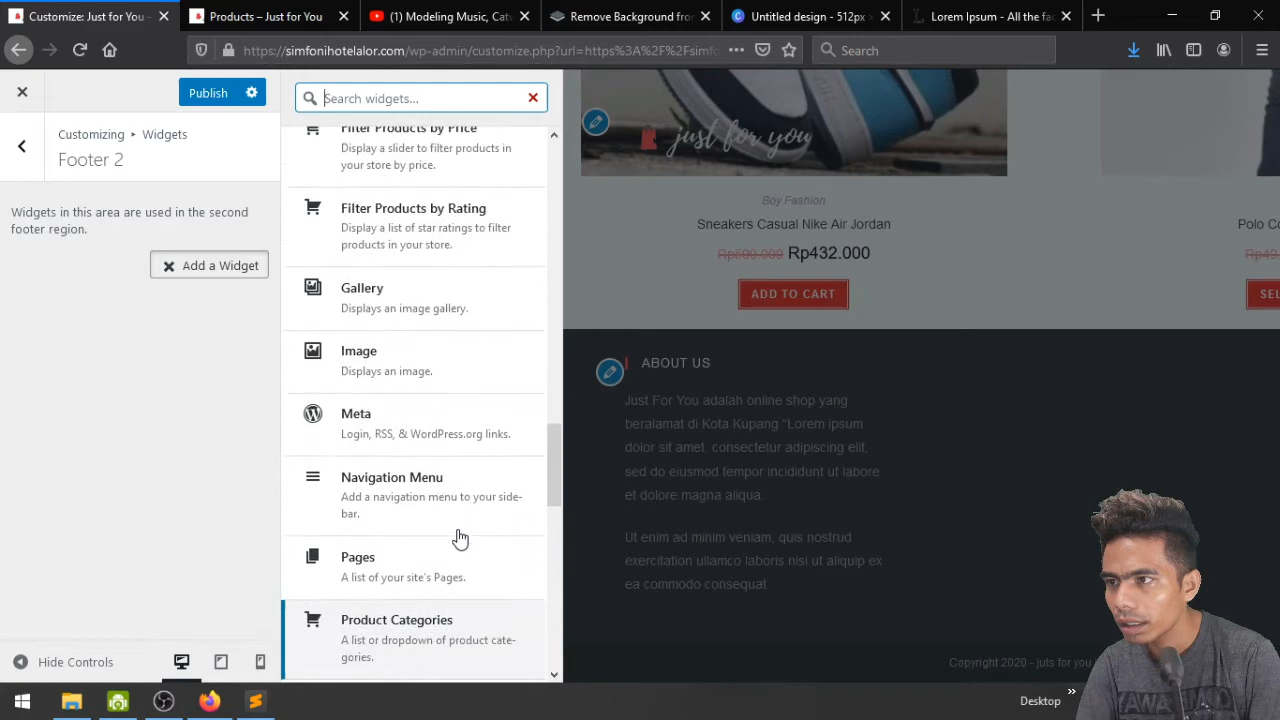 Customize: Just for You -
Products – Just for You
(1) Modeling Music, Catw
Remove Background from
Untitled design - 512px
Lorem Ipsum - All the fac
https://simfonihotelalor.com/wp-admin/customize.php?url=https%3A%2F%2Fsimfo
Search
Publish
Search widgets...
Customizing ▸ Widgets
Footer 2
Widgets in this area are used in the second
footer region.
Add a Widget
Filter Products by Price
Display a slider to filter products in
your store by price.
Filter Products by Rating
Display a list of star ratings to filter
products in your store.
Gallery
Displays an image gallery.
Image
Displays an image.
Meta
Login, RSS, & WordPress.org links.
Navigation Menu
Add a navigation menu to your side-
bar.
Pages
A list of your site's Pages.
Product Categories
A list or dropdown of product cate-
gories.
just for you
Boy Fashion
Sneakers Casual Nike Air Jordan
Rp432.000
ADD TO CART
Polo Co
SEL
ABOUT US
Just For You adalah online shop yang
beralamat di Kota Kupang "Lorem ipsum
dolor sit amet, consectetur adipiscing elit,
sed do eiusmod tempor incididunt ut labore
et dolore magna aliqua.
Ut enim ad minim veniam, quis nostrud
exercitation ullamco laboris nisi ut aliquip ex
ea commodo consequat.
Copyright 2020 - juts for you
Hide Controls
Desktop